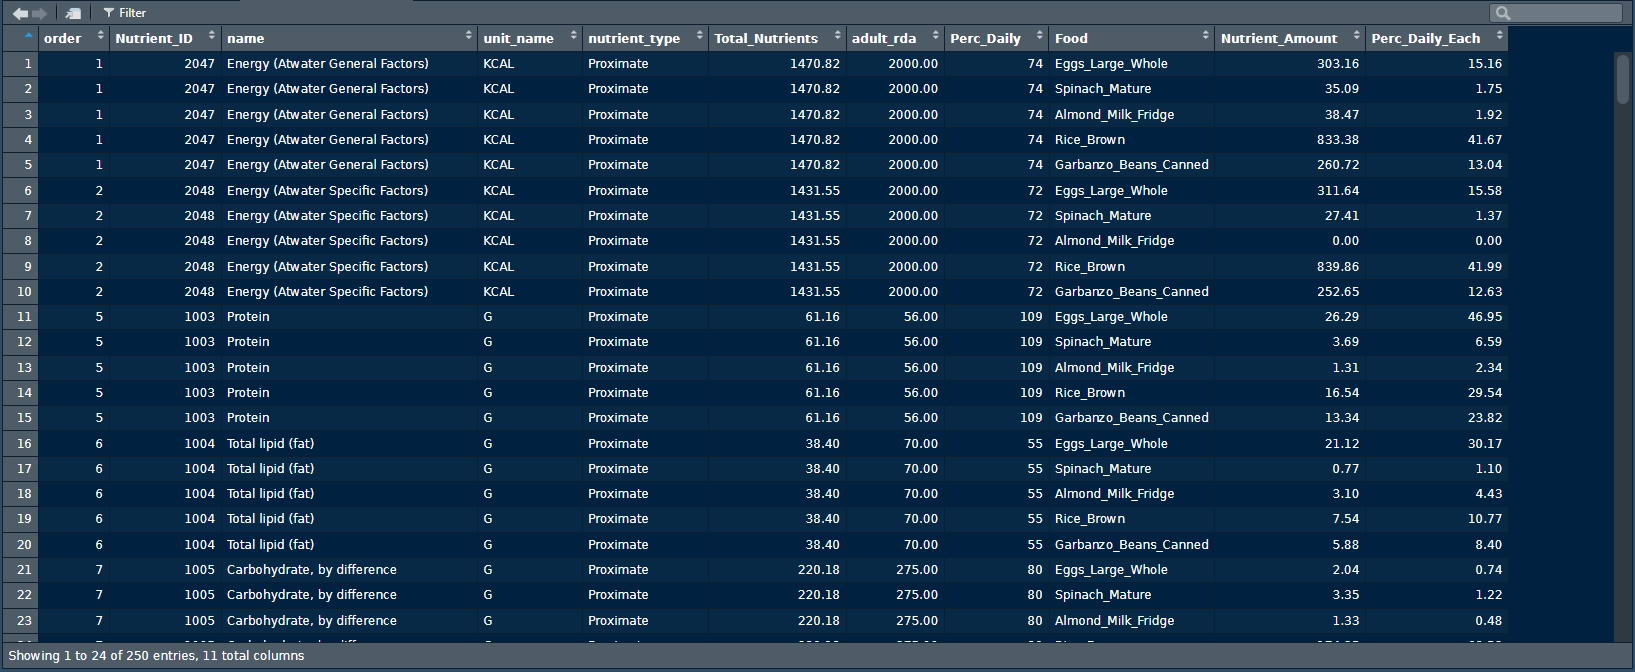 Filter
order Nutrient_ID name unit_name nutrient_type Total_Nutrients adult_rda Perc_Daily Food Nutrient_Amount Perc_Daily_Each
1 1 2047 Energy (Atwater General Factors) KCAL Proximate 1470.82 2000.00 74 Eggs_Large_Whole 303.16 15.16
2 1 2047 Energy (Atwater General Factors) KCAL Proximate 1470.82 2000.00 74 Spinach_Mature 35.09 1.75
3 1 2047 Energy (Atwater General Factors) KCAL Proximate 1470.82 2000.00 74 Almond_Milk_Fridge 38.47 1.92
4 1 2047 Energy (Atwater General Factors) KCAL Proximate 1470.82 2000.00 74 Rice_Brown 833.38 41.67
5 1 2047 Energy (Atwater General Factors) KCAL Proximate 1470.82 2000.00 74 Garbanzo_Beans_Canned 260.72 13.04
6 2 2048 Energy (Atwater Specific Factors) KCAL Proximate 1431.55 2000.00 72 Eggs_Large_Whole 311.64 15.58
7 2 2048 Energy (Atwater Specific Factors) KCAL Proximate 1431.55 2000.00 72 Spinach_Mature 27.41 1.37
8 2 2048 Energy (Atwater Specific Factors) KCAL Proximate 1431.55 2000.00 72 Almond_Milk_Fridge 0.00 0.00
9 2 2048 Energy (Atwater Specific Factors) KCAL Proximate 1431.55 2000.00 72 Rice_Brown 839.86 41.99
10 2 2048 Energy (Atwater Specific Factors) KCAL Proximate 1431.55 2000.00 72 Garbanzo_Beans_Canned 252.65 12.63
11 5 1003 Protein G Proximate 61.16 56.00 109 Eggs_Large_Whole 26.29 46.95
12 5 1003 Protein G Proximate 61.16 56.00 109 Spinach_Mature 3.69 6.59
13 5 1003 Protein G Proximate 61.16 56.00 109 Almond_Milk_Fridge 1.31 2.34
14 5 1003 Protein G Proximate 61.16 56.00 109 Rice_Brown 16.54 29.54
15 5 1003 Protein G Proximate 61.16 56.00 109 Garbanzo_Beans_Canned 13.34 23.82
16 6 1004 Total lipid (fat) G Proximate 38.40 70.00 55 Eggs_Large_Whole 21.12 30.17
17 6 1004 Total lipid (fat) G Proximate 38.40 70.00 55 Spinach_Mature 0.77 1.10
18 6 1004 Total lipid (fat) G Proximate 38.40 70.00 55 Almond_Milk_Fridge 3.10 4.43
19 6 1004 Total lipid (fat) G Proximate 38.40 70.00 55 Rice_Brown 7.54 10.77
20 6 1004 Total lipid (fat) G Proximate 38.40 70.00 55 Garbanzo_Beans_Canned 5.88 8.40
21 7 1005 Carbohydrate, by difference G Proximate 220.18 275.00 80 Eggs_Large_Whole 2.04 0.74
22 7 1005 Carbohydrate, by difference G Proximate 220.18 275.00 80 Spinach_Mature 3.35 1.22
23 7 1005 Carbohydrate, by difference G Proximate 220.18 275.00 80 Almond_Milk_Fridge 1.33 0.48
Showing 1 to 24 of 250 entries, 11 total columns